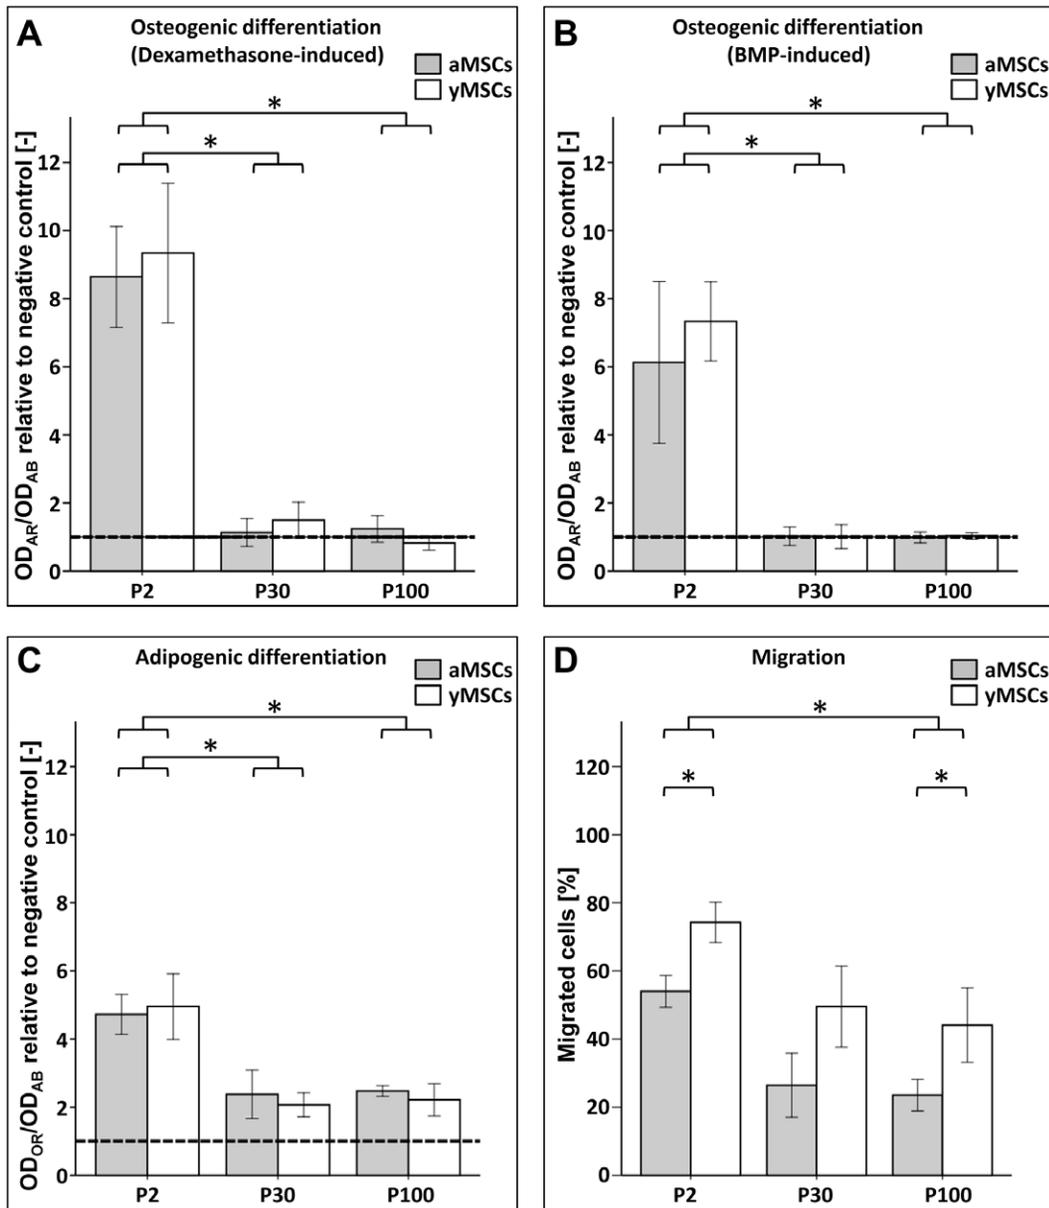 A
Osteogenic differentiation
(Dexamethasone-induced)
aMSCs
yMSCs
*
*
OD_AR/OD_AB relative to negative control [-]
12
10
8
6
4
2
0
P2 P30 P100
B
Osteogenic differentiation
(BMP-induced)
aMSCs
yMSCs
*
*
OD_AR/OD_AB relative to negative control [-]
12
10
8
6
4
2
0
P2 P30 P100
C
Adipogenic differentiation
aMSCs
yMSCs
*
*
OD_OR/OD_AB relative to negative control [-]
12
10
8
6
4
2
0
P2 P30 P100
D
Migration
aMSCs
yMSCs
*
* *
Migrated cells [%]
120
100
80
60
40
20
0
P2 P30 P100